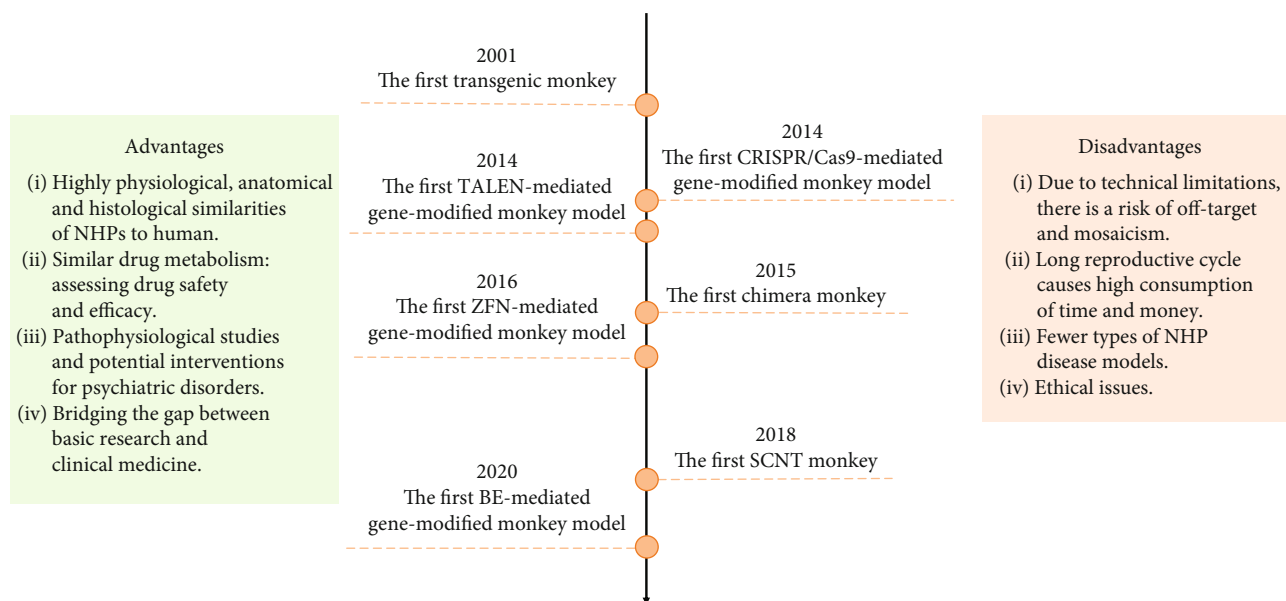 2001
The first transgenic monkey
Advantages
(i) Highly physiological, anatomical
and histological similarities
of NHPs to human.
(ii) Similar drug metabolism:
assessing drug safety
and efficacy.
(iii) Pathophysiological studies
and potential interventions
for psychiatric disorders.
(iv) Bridging the gap between
basic research and
clinical medicine.
2014
The first TALEN-mediated
gene-modified monkey model
2016
The first ZFN-mediated
gene-modified monkey model
2020
The first BE-mediated
gene-modified monkey model
2014
The first CRISPR/Cas9-mediated
gene-modified monkey model
2015
The first chimera monkey
2018
The first SCNT monkey
Disadvantages
(i) Due to technical limitations,
there is a risk of off-target
and mosaicism.
(ii) Long reproductive cycle
causes high consumption
of time and money.
(iii) Fewer types of NHP
disease models.
(iv) Ethical issues.